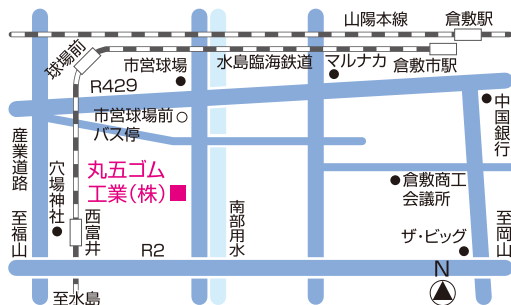 山陽本線
倉敷駅
球場前
市営球場
水島臨海鉄道
マルナカ
倉敷市駅
R429
市営球場前
バス停
中国銀行
産業道路
穴場神社
丸五ゴム
工業(株)
倉敷商工
会議所
西富井
南部用水
至福山
R2
ザ・ビッグ
至岡山
至水島
N